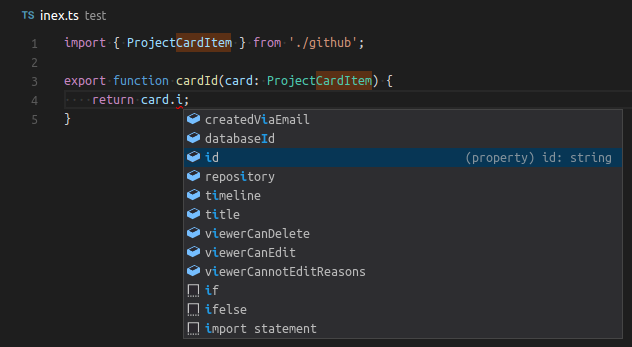 TS inex.ts test
1 import { ProjectCardItem } from './github';
2
3 export function cardId(card: ProjectCardItem) {
4 return card.i;
5 }
createdViaEmail
databaseId
id (property) id: string
repository
timeline
title
viewerCanDelete
viewerCanEdit
viewerCannotEditReasons
if
ifelse
import statement